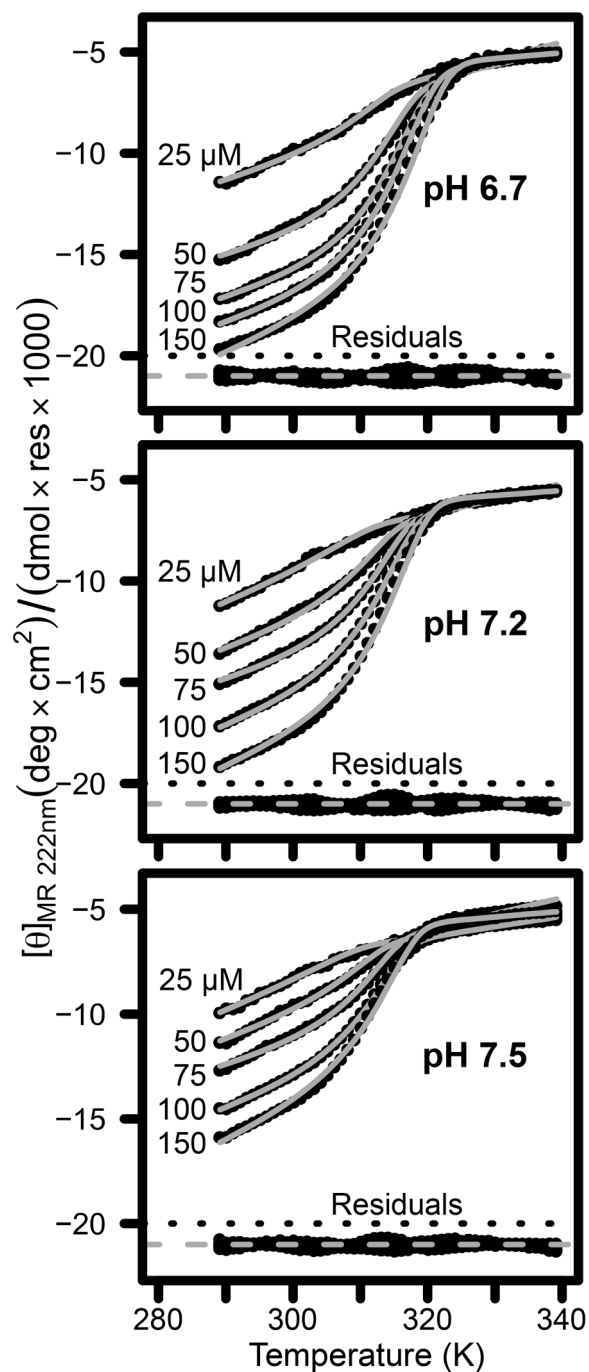 [θ]MR 222nm(deg × cm²)/(dmol × res × 1000)
−5
−10
−15
−20
25 μM
50
75
100
150
pH 6.7
Residuals
−5
−10
−15
−20
25 μM
50
75
100
150
pH 7.2
Residuals
−5
−10
−15
−20
25 μM
50
75
100
150
pH 7.5
Residuals
280
300
320
340
Temperature (K)